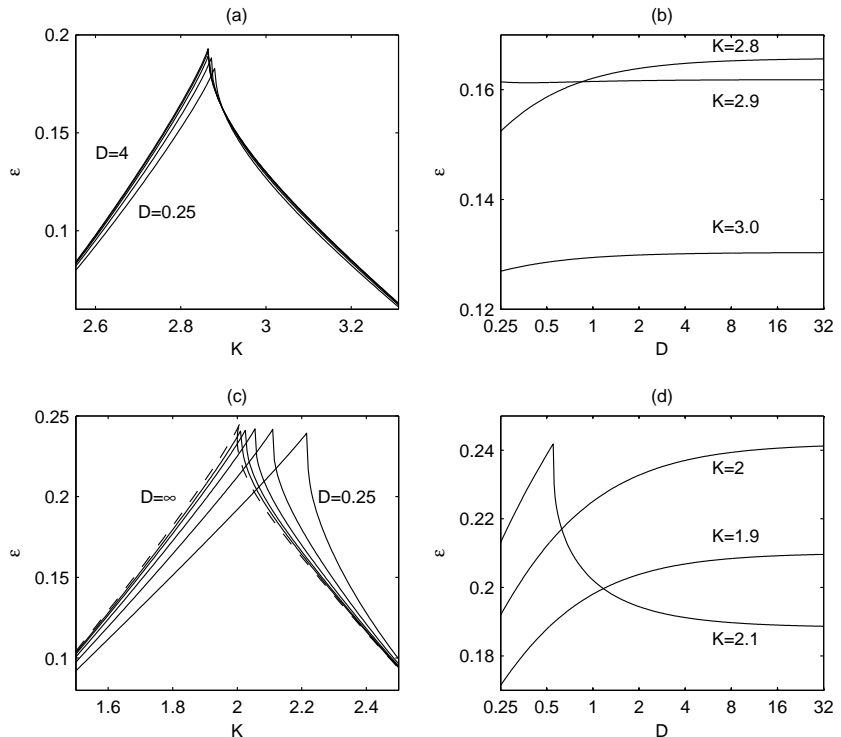 (a)
0.2
0.15
0.1
ε
D=4
D=0.25
2.6 2.8 3 3.2
K
(b)
0.16
0.14
0.12
ε
K=2.8
K=2.9
K=3.0
0.25 0.5 1 2 4 8 16 32
D
(c)
0.25
0.2
0.15
0.1
ε
D=∞
D=0.25
1.6 1.8 2 2.2 2.4
K
(d)
0.24
0.22
0.2
0.18
ε
K=2
K=1.9
K=2.1
0.25 0.5 1 2 4 8 16 32
D